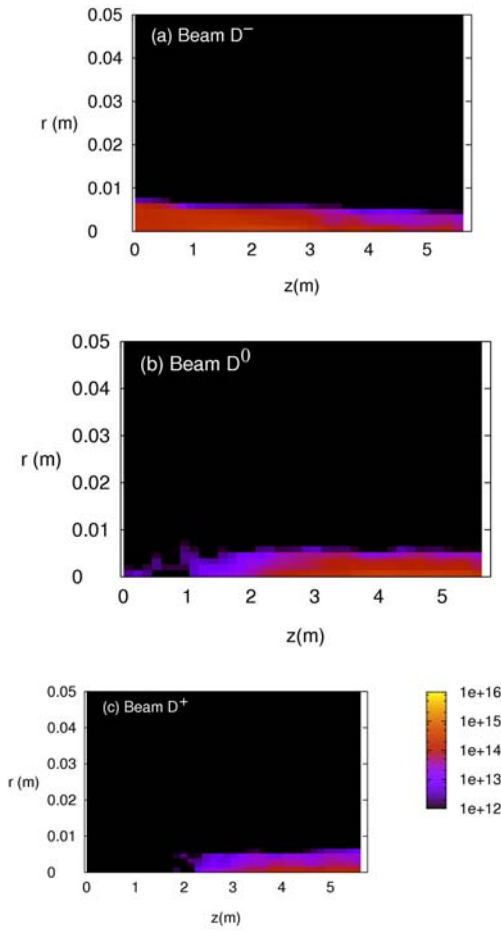 (a) Beam D⁻
0.05
0.04
0.03
r (m)
0.02
0.01
0
0 1 2 3 4 5
z(m)
(b) Beam D⁰
0.05
0.04
0.03
r (m)
0.02
0.01
0
0 1 2 3 4 5
z(m)
(c) Beam D⁺
0.05
0.04
0.03
r (m)
0.02
0.01
0
0 1 2 3 4 5
z(m)
1e+16
1e+15
1e+14
1e+13
1e+12